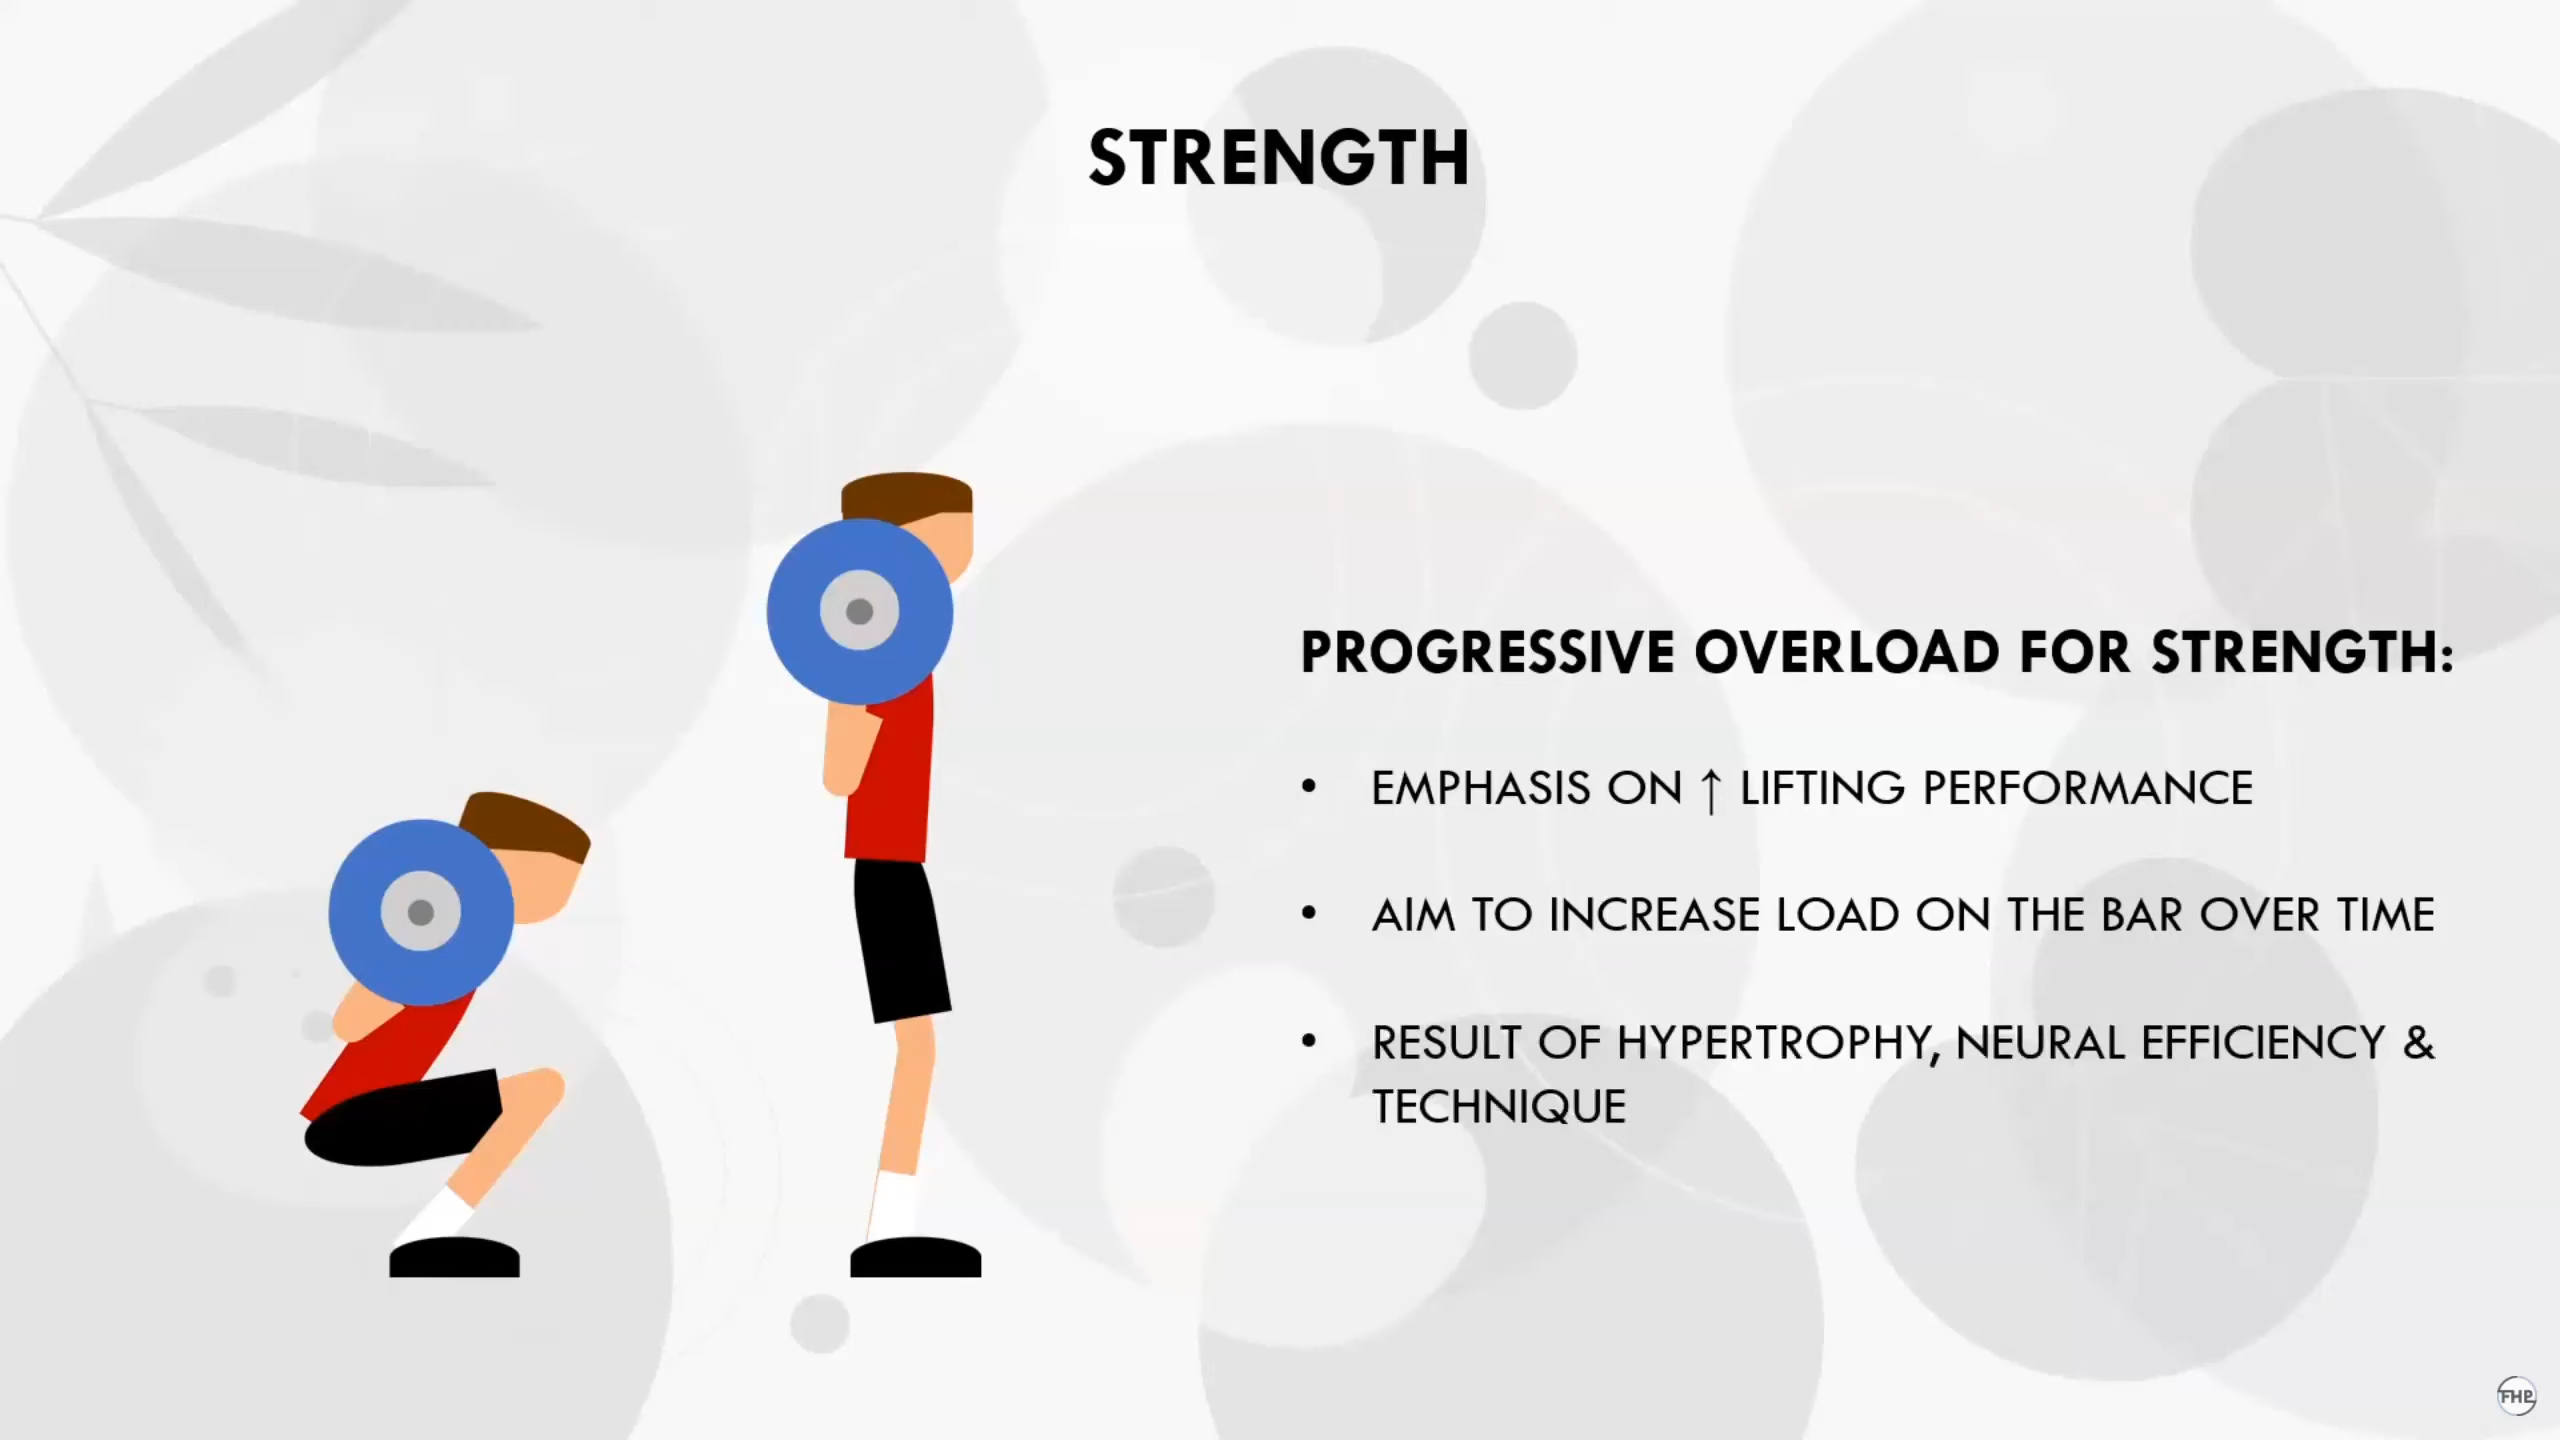 STRENGTH
PROGRESSIVE OVERLOAD FOR STRENGTH:
• EMPHASIS ON ↑ LIFTING PERFORMANCE
• AIM TO INCREASE LOAD ON THE BAR OVER TIME
• RESULT OF HYPERTROPHY, NEURAL EFFICIENCY &
TECHNIQUE
FHP